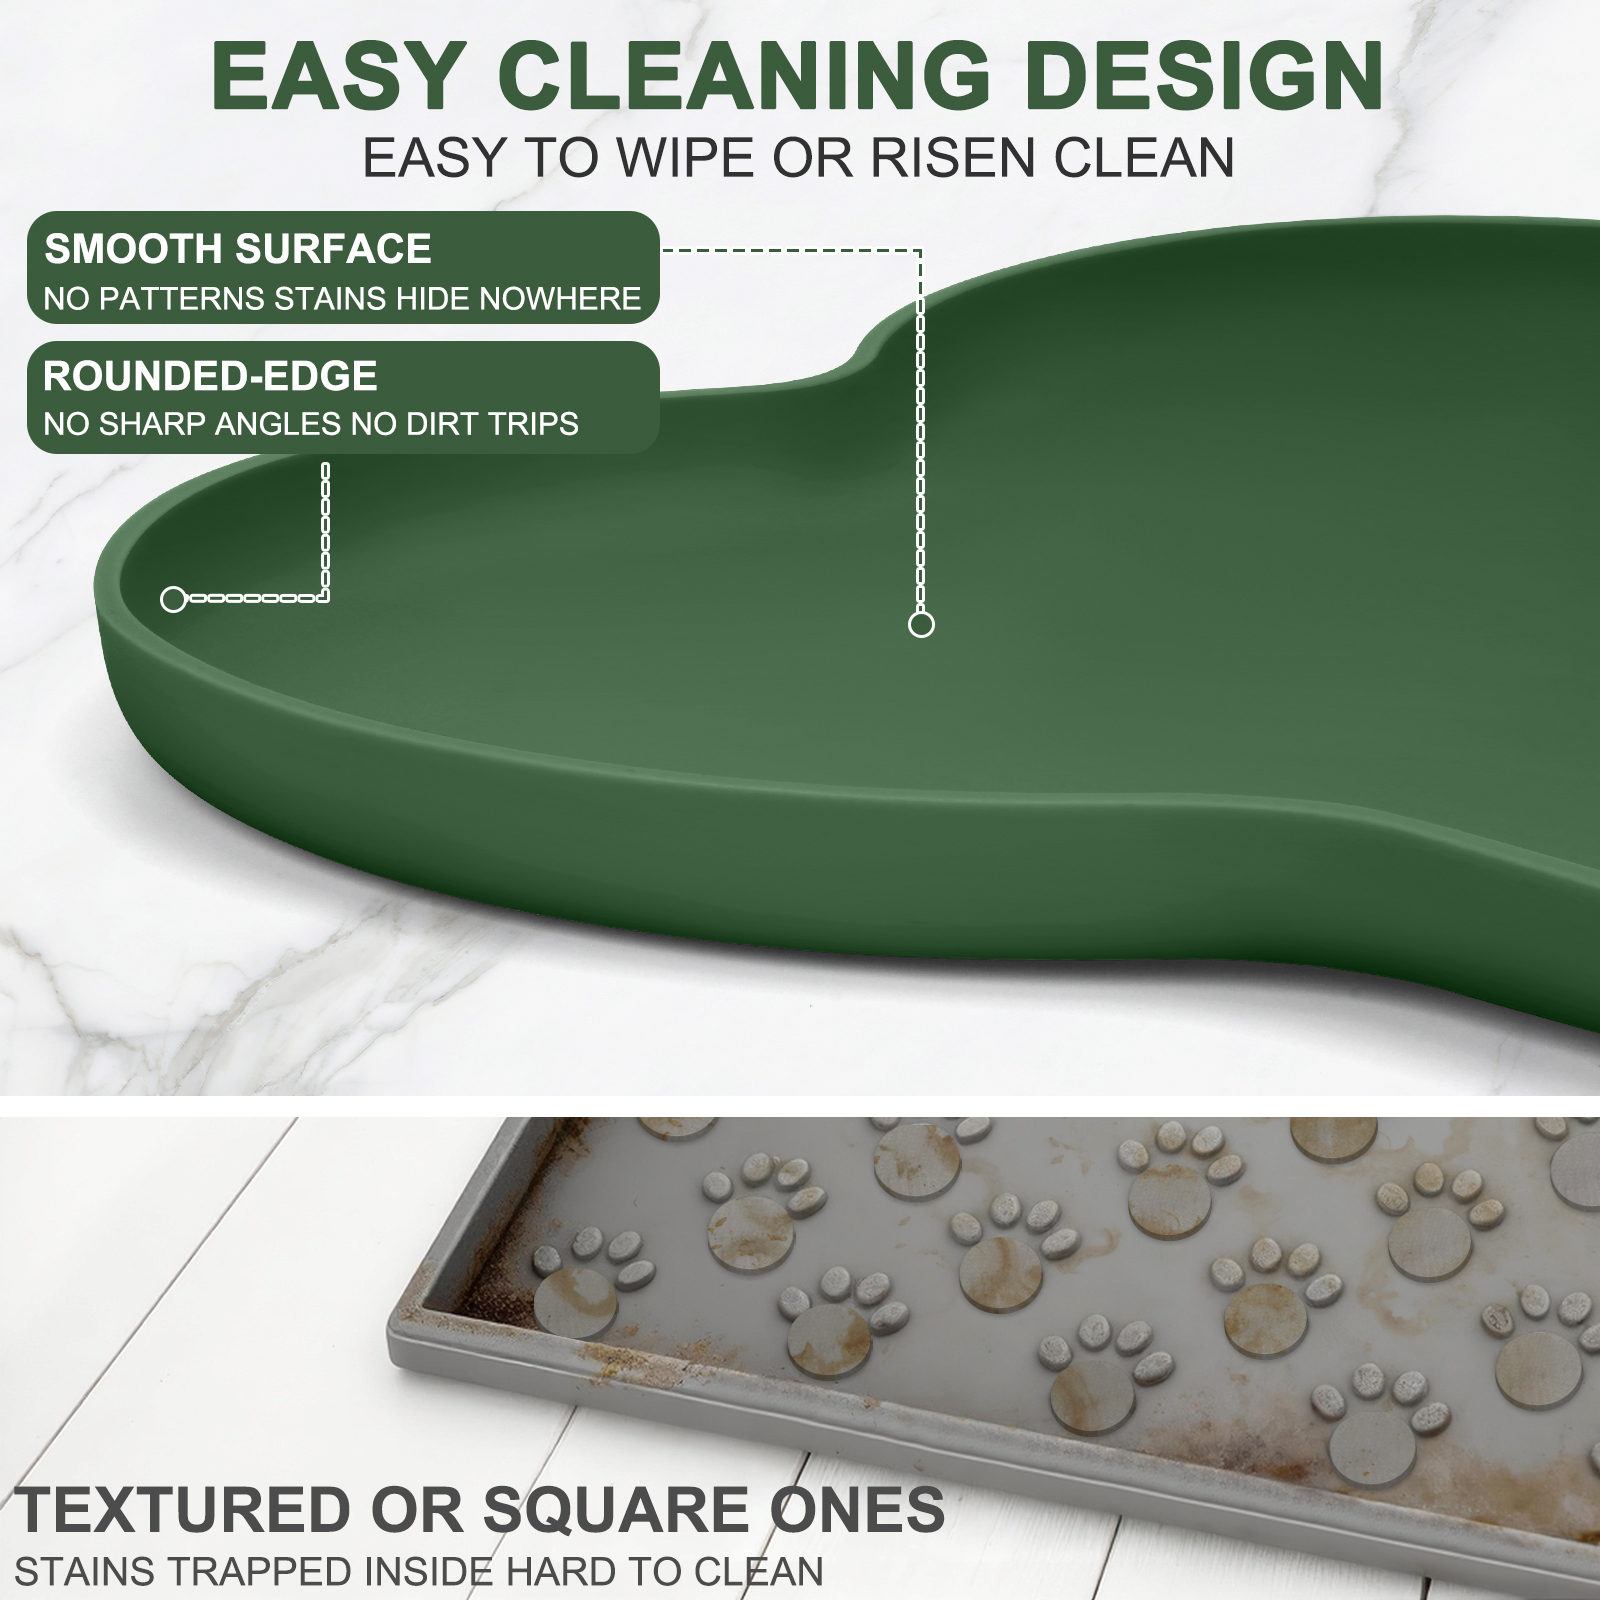 EASY CLEANING DESIGN
EASY TO WIPE OR RISEN CLEAN
SMOOTH SURFACE
NO PATTERNS STAINS HIDE NOWHERE
ROUNDED-EDGE
NO SHARP ANGLES NO DIRT TRIPS
TEXTURED OR SQUARE ONES
STAINS TRAPPED INSIDE HARD TO CLEAN